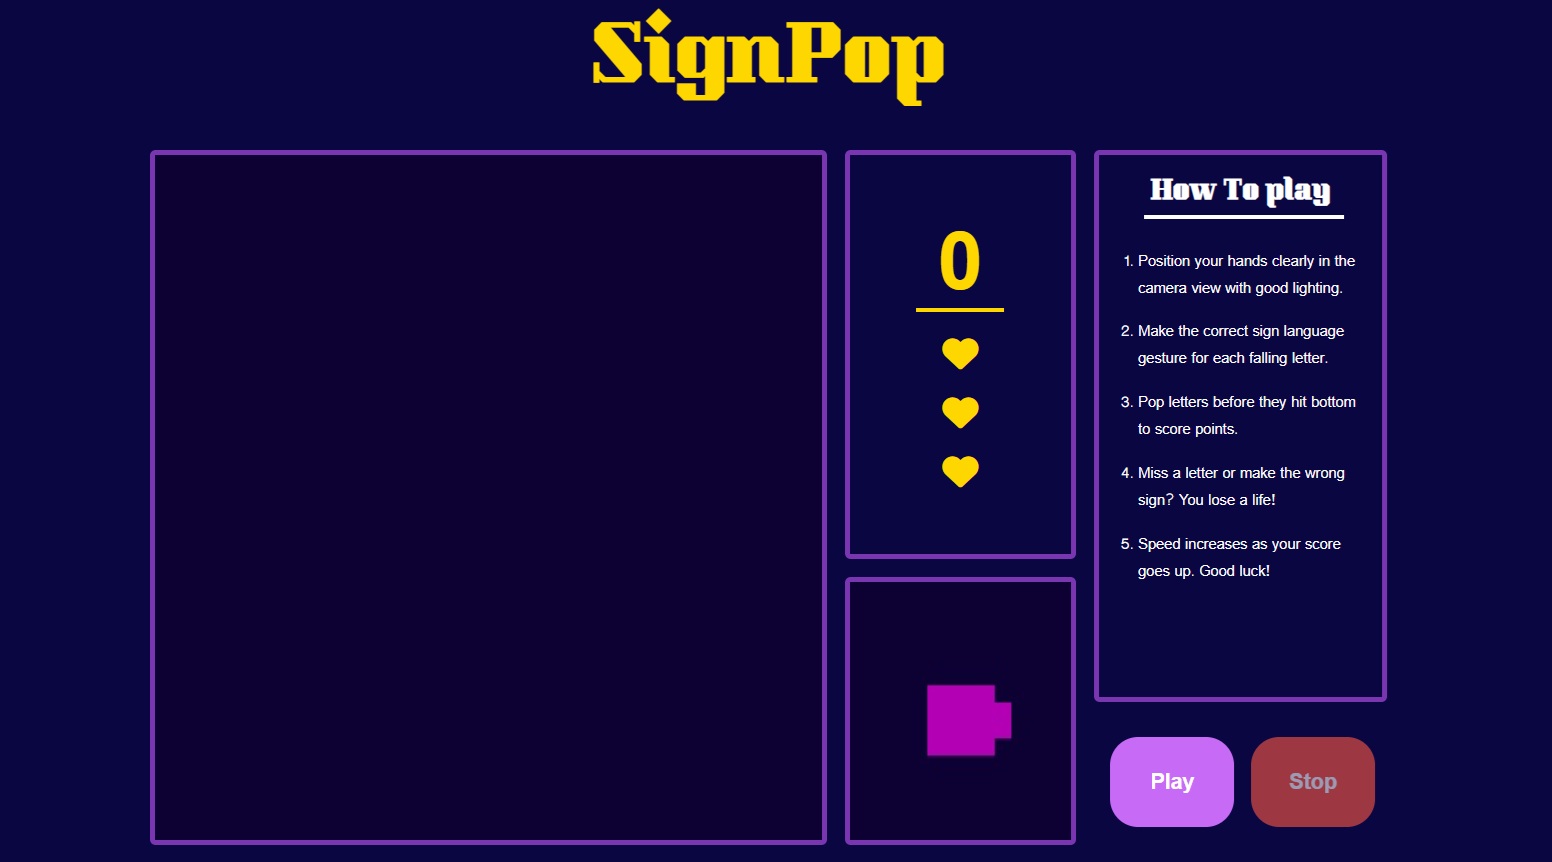 SignPop
0
How To play
1. Position your hands clearly in the
camera view with good lighting.
2. Make the correct sign language
gesture for each falling letter.
3. Pop letters before they hit bottom
to score points.
4. Miss a letter or make the wrong
sign? You lose a life!
5. Speed increases as your score
goes up. Good luck!
Play
Stop